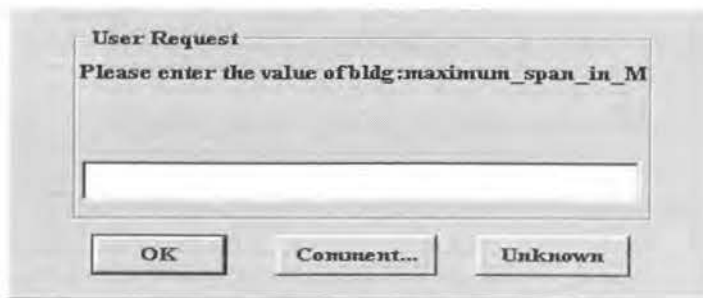 User Request
Please enter the value of bldg:maximum_span_in_M
OK Comment... Unknown